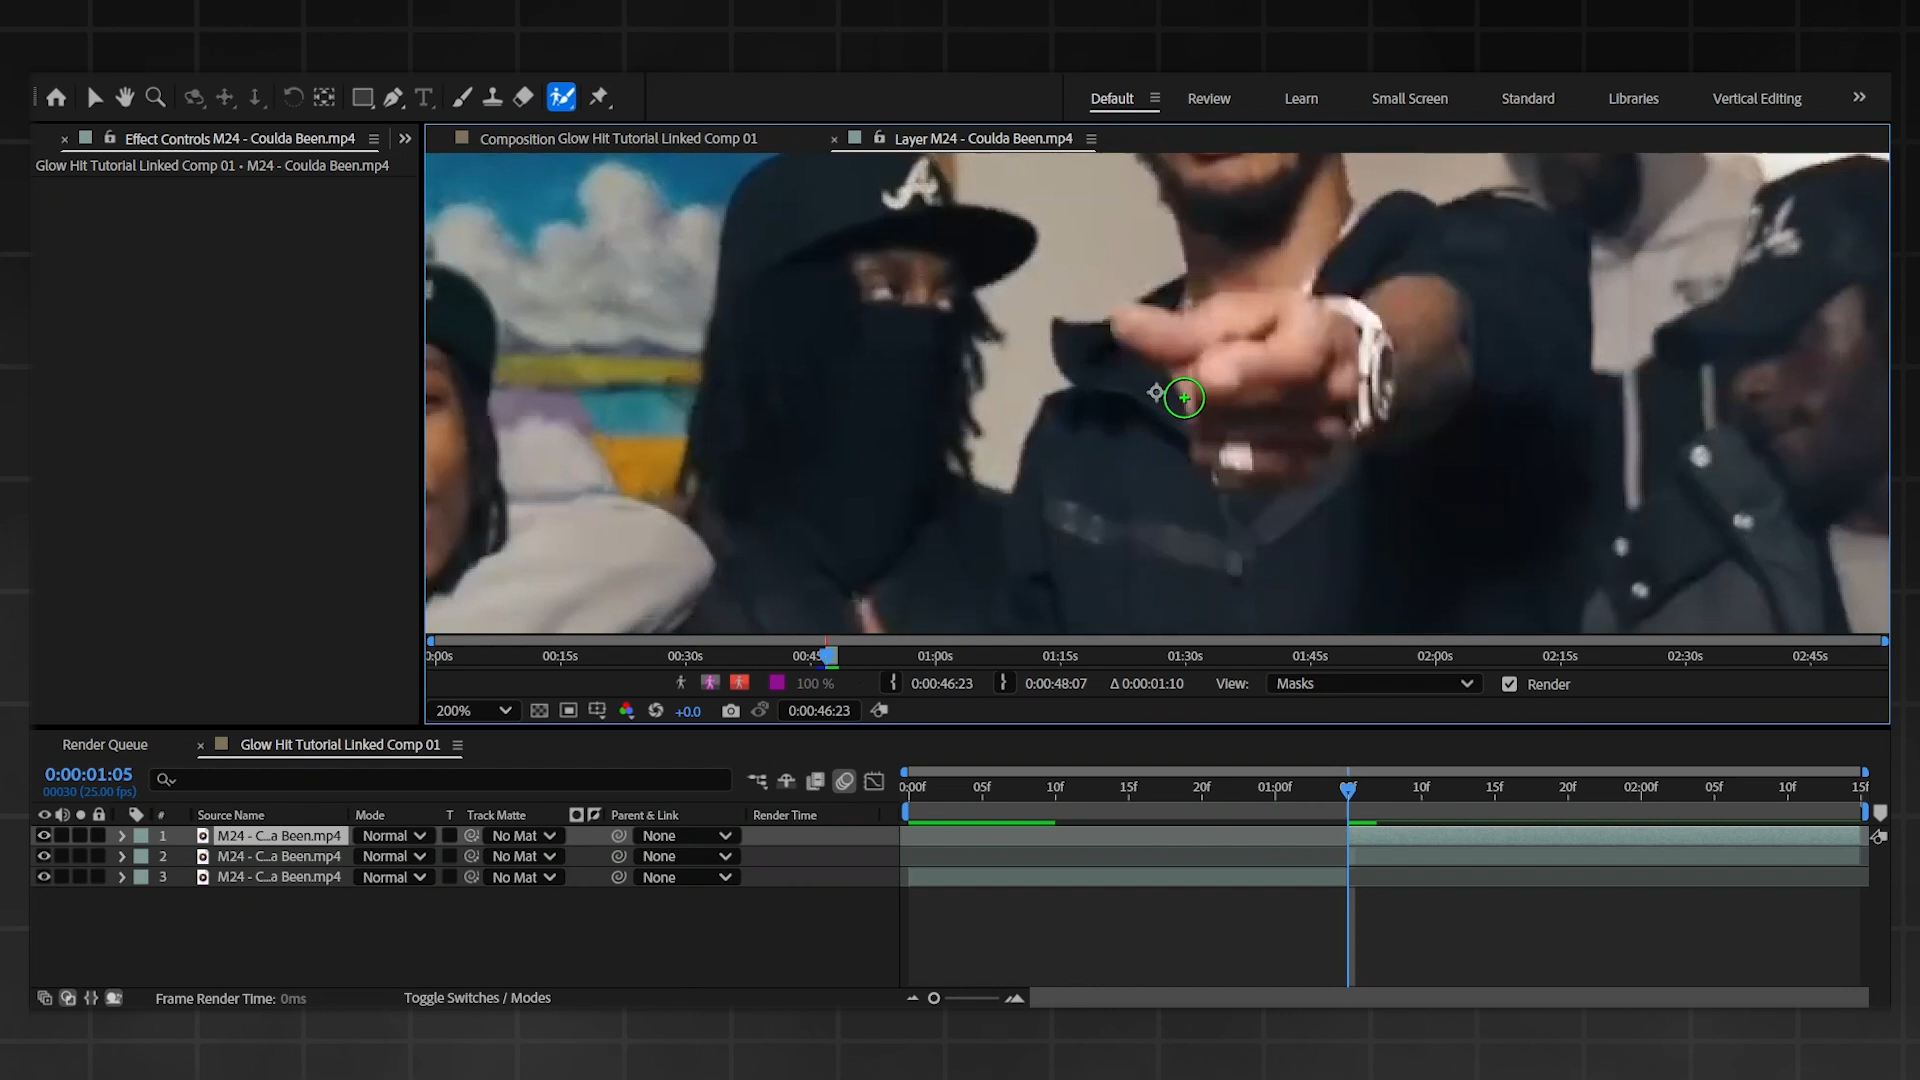 Default
Review
Learn
Small Screen
Standard
Libraries
Vertical Editing
Effect Controls M24 - Coulda Been.mp4
Composition Glow Hit Tutorial Linked Comp 01
Layer M24 - Coulda Been.mp4
Glow Hit Tutorial Linked Comp 01 • M24 - Coulda Been.mp4
A
):00s 00:15s 00:30s 00:45 01:00s 01:15s 01:30s 01:45s 02:00s 02:15s 02:30s 02:45s
100 % 0:00:46:23 0:00:48:07 Δ 0:00:01:10 View: Masks Render
200% +0.0 0:00:46:23
Render Queue
Glow Hit Tutorial Linked Comp 01
0:00:01:05
00030 (25.00 fps)
):00f 05f 10f 15f 20f 01:00f 10f 15f 20f 02:00f 05f 10f 15f
# Source Name Mode T Track Matte Parent & Link Render Time
1 M24 - C...a Been.mp4 Normal No Mat None
2 M24 - C...a Been.mp4 Normal No Mat None
3 M24 - C...a Been.mp4 Normal No Mat None
Frame Render Time: 0ms
Toggle Switches / Modes